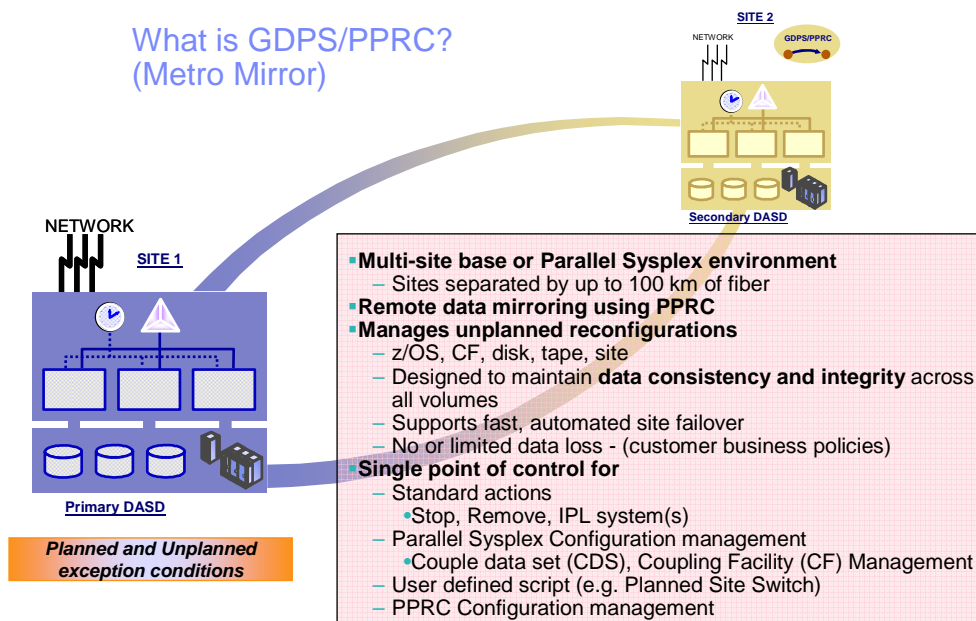 What is GDPS/PPRC?
(Metro Mirror)
SITE 2
NETWORK
GDPS/PPRC
Secondary DASD
NETWORK
SITE 1
Primary DASD
Planned and Unplanned
exception conditions
▪Multi-site base or Parallel Sysplex environment
– Sites separated by up to 100 km of fiber
▪Remote data mirroring using PPRC
▪Manages unplanned reconfigurations
– z/OS, CF, disk, tape, site
– Designed to maintain data consistency and integrity across
all volumes
– Supports fast, automated site failover
– No or limited data loss - (customer business policies)
▪Single point of control for
– Standard actions
•Stop, Remove, IPL system(s)
– Parallel Sysplex Configuration management
•Couple data set (CDS), Coupling Facility (CF) Management
– User defined script (e.g. Planned Site Switch)
– PPRC Configuration management